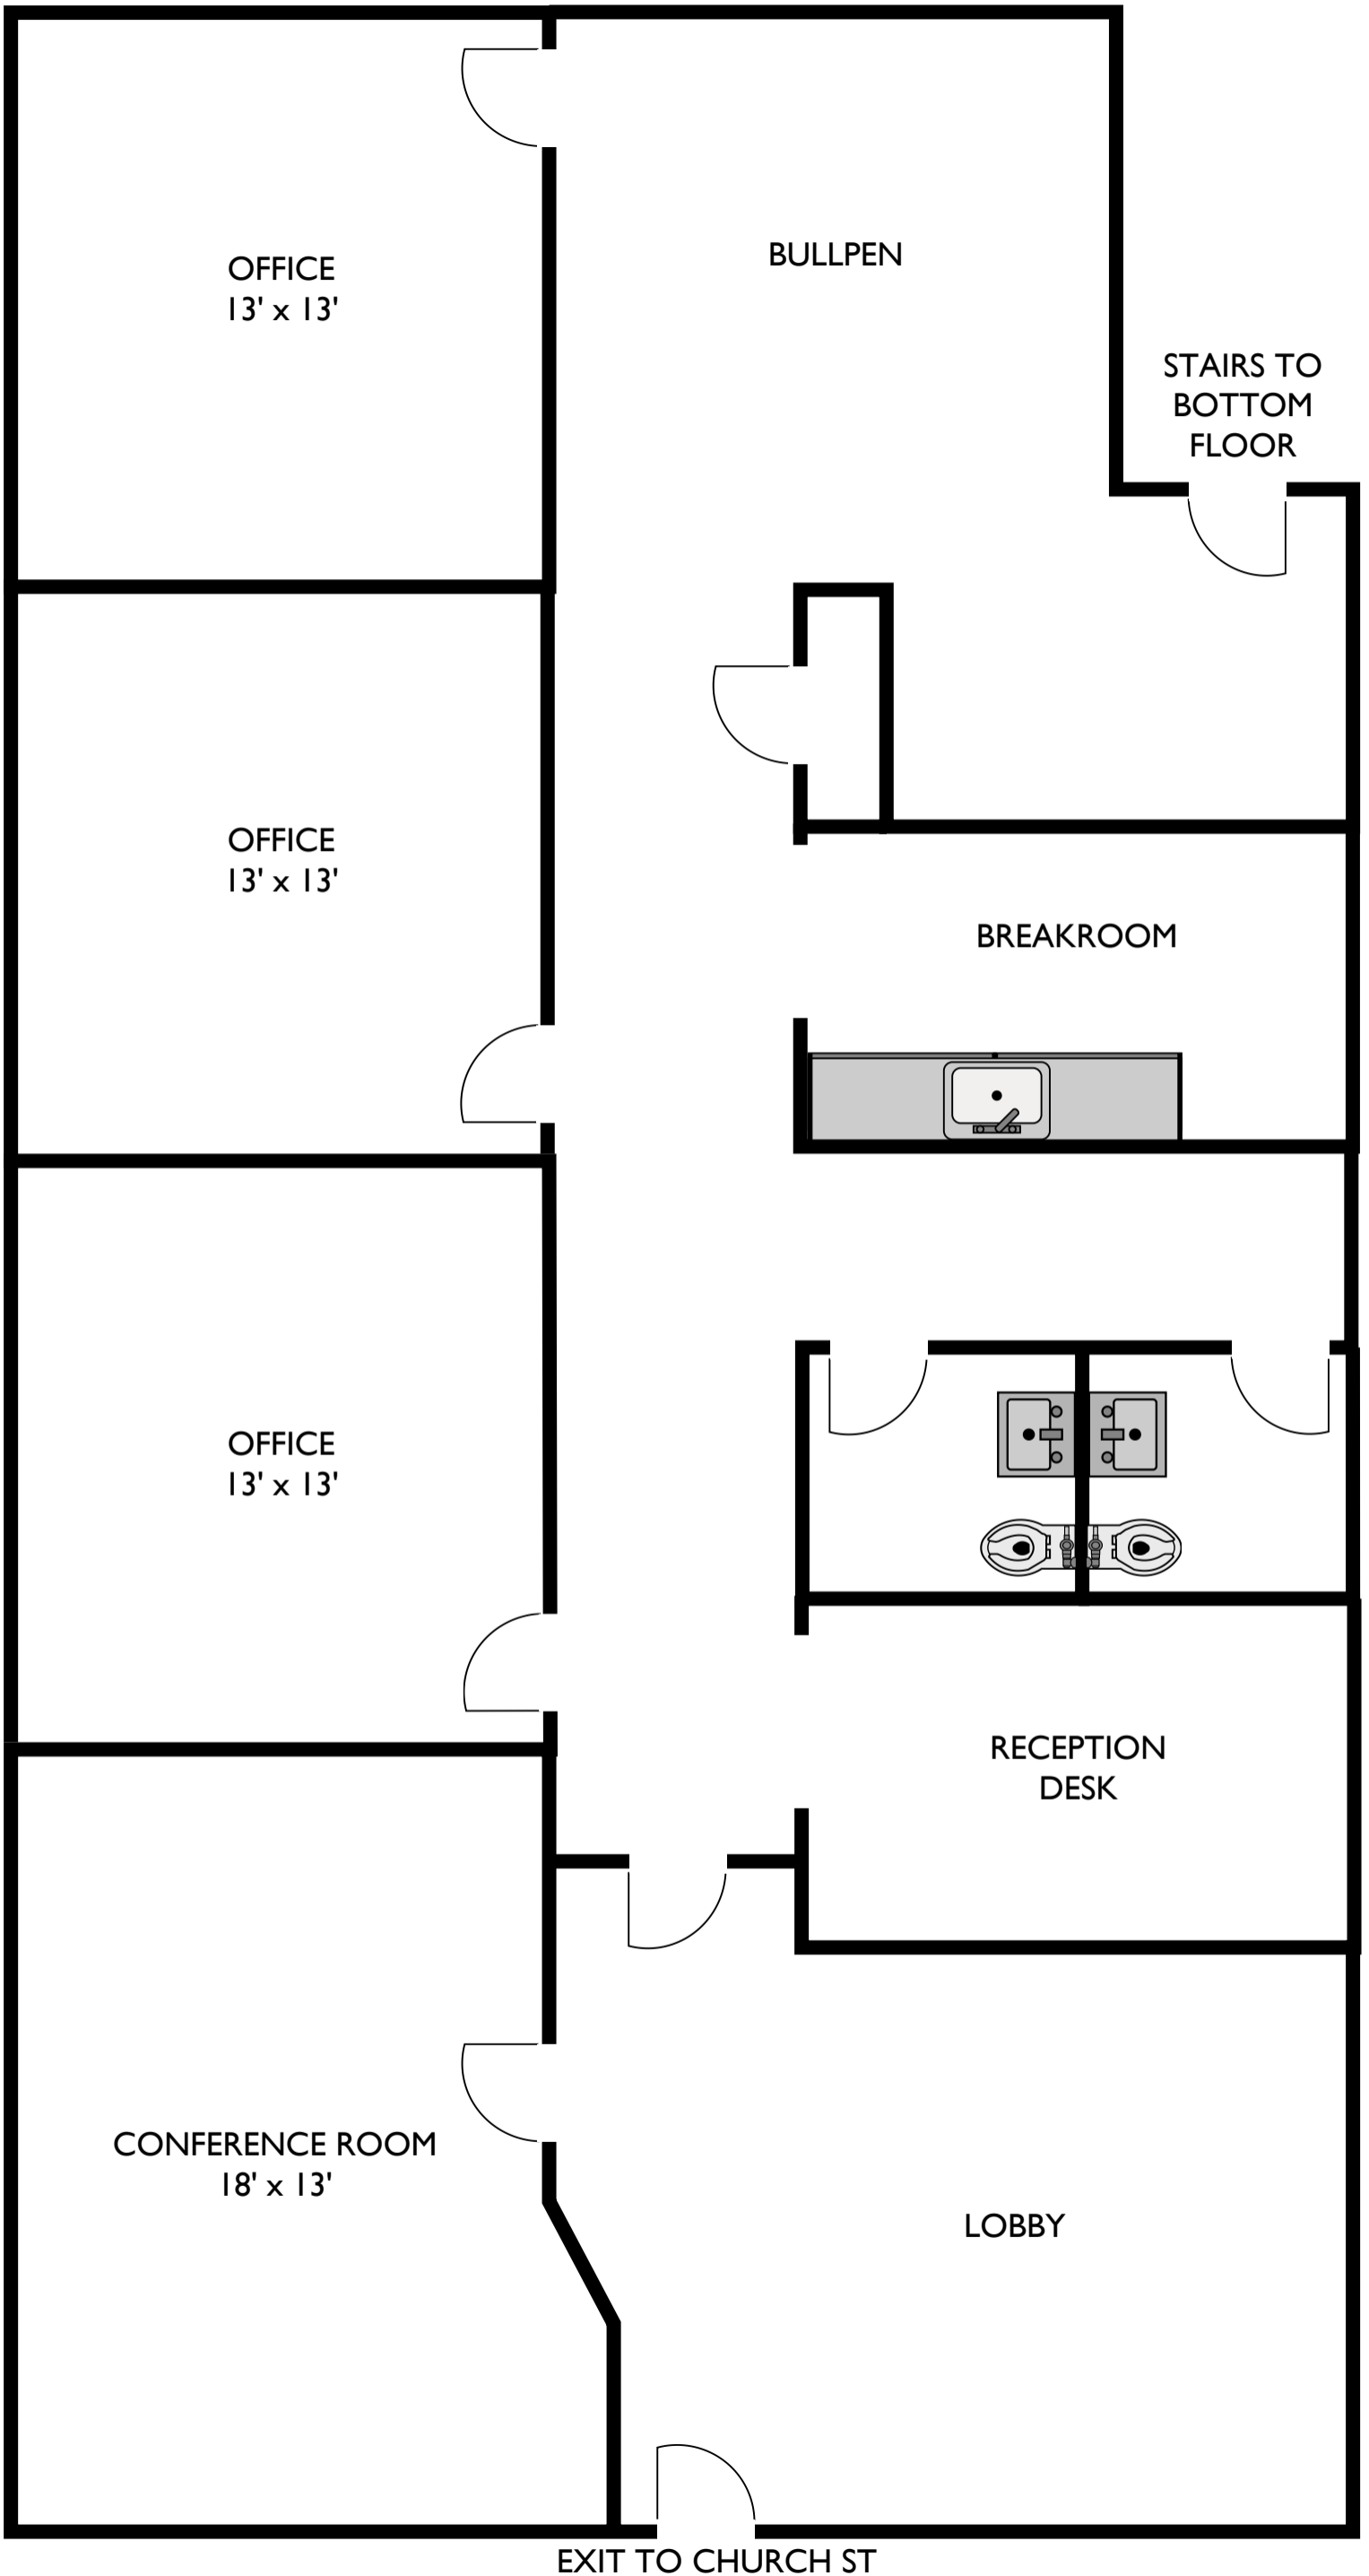 BULLPEN
OFFICE
13' x 13'
STAIRS TO
BOTTOM
FLOOR
OFFICE
13' x 13'
BREAKROOM
OFFICE
13' x 13'
RECEPTION
DESK
CONFERENCE ROOM
18' x 13'
LOBBY
EXIT TO CHURCH ST